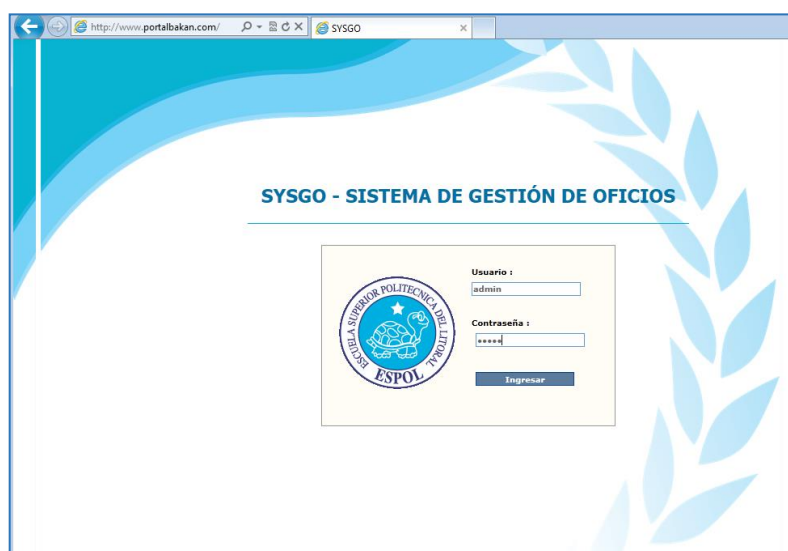 http://www.portalbakan.com/
SYSGO
SYSGO - SISTEMA DE GESTIÓN DE OFICIOS
ESCUELA SUPERIOR POLITECNICA DEL LITORAL
ESPOL
Usuario :
admin
Contraseña :
•••••
Ingresar